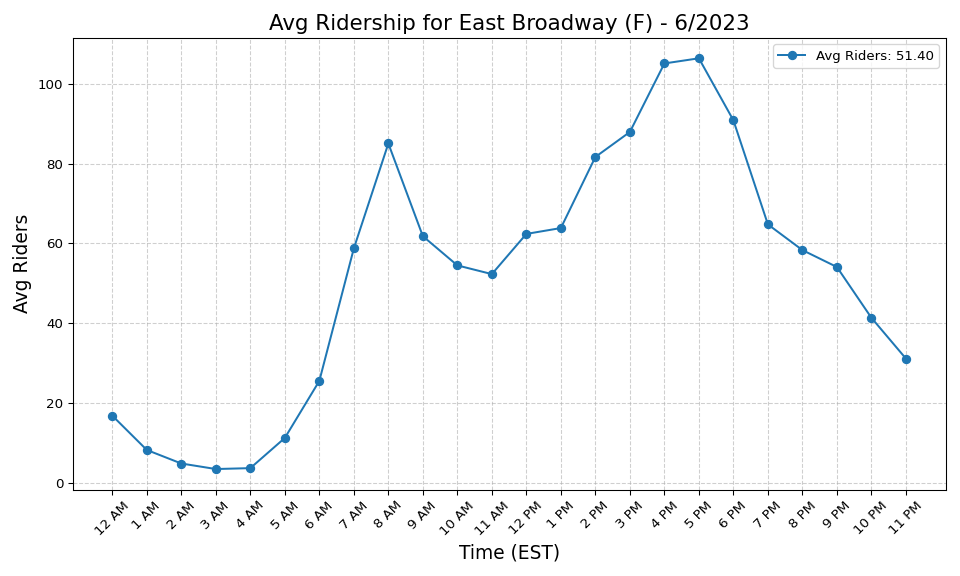 Avg Ridership for East Broadway (F) - 6/2023
Avg Riders: 51.40
Avg Riders
100
80
60
40
20
0
12 AM
1 AM
2 AM
3 AM
4 AM
5 AM
6 AM
7 AM
8 AM
9 AM
10 AM
11 AM
12 PM
1 PM
2 PM
3 PM
4 PM
5 PM
6 PM
7 PM
8 PM
9 PM
10 PM
11 PM
Time (EST)